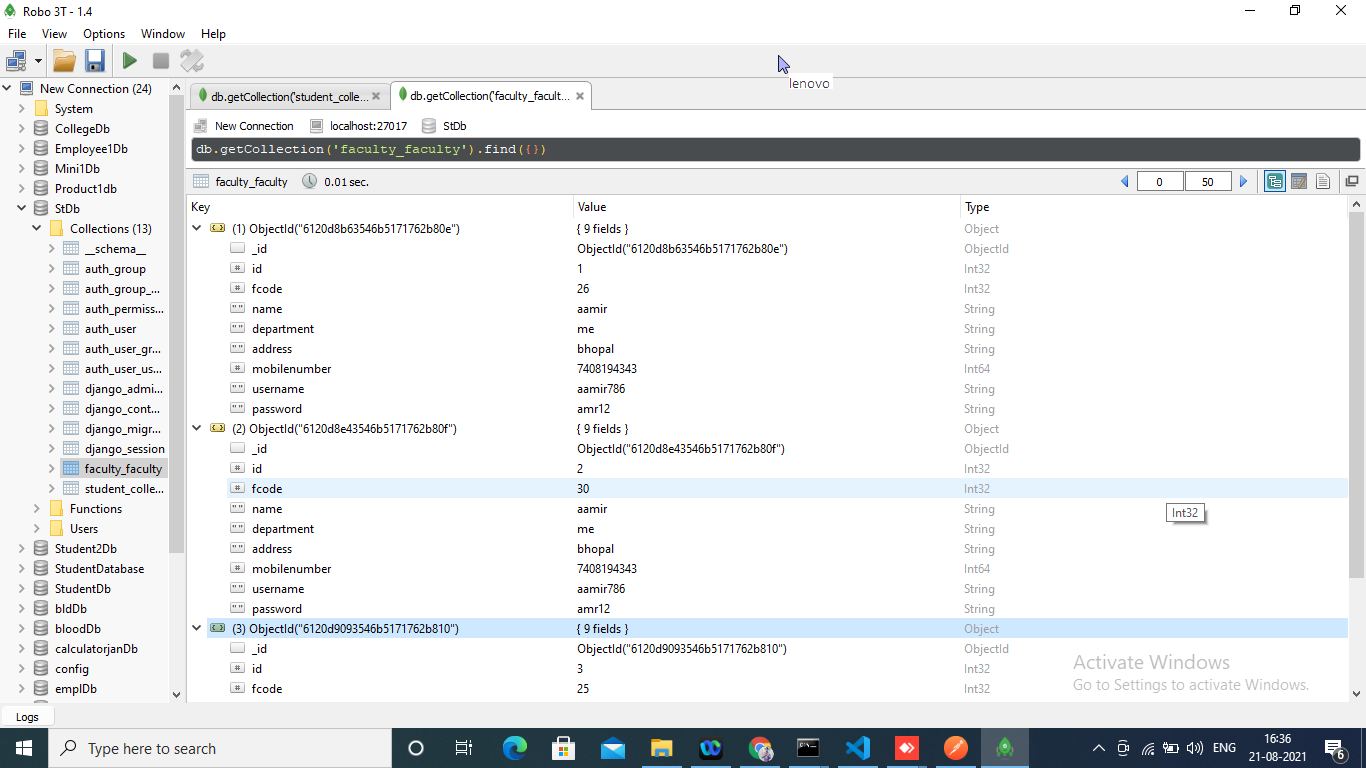 Robo 3T - 1.4
File View Options Window Help
lenovo
New Connection (24)
System
CollegeDb
Employee1Db
Mini1Db
Product1db
StDb
Collections (13)
__schema__
auth_group
auth_group_...
auth_permiss...
auth_user
auth_user_gr...
auth_user_us...
django_admi...
django_cont...
django_migr...
django_session
faculty_faculty
student_colle...
Functions
Users
Student2Db
StudentDatabase
StudentDb
bldDb
bloodDb
calculatorjanDb
config
emplDb
Logs
db.getCollection('student_colle... db.getCollection('faculty_facult...
New Connection localhost:27017 StDb
db.getCollection('faculty_faculty').find({})
faculty_faculty 0.01 sec. 0 50
Key Value Type
(1) ObjectId("6120d8b63546b5171762b80e") { 9 fields } Object
_id ObjectId("6120d8b63546b5171762b80e") ObjectId
# id 1 Int32
# fcode 26 Int32
"" name aamir String
"" department me String
"" address bhopal String
# mobilenumber 7408194343 Int64
"" username aamir786 String
"" password amr12 String
(2) ObjectId("6120d8e43546b5171762b80f") { 9 fields } Object
_id ObjectId("6120d8e43546b5171762b80f") ObjectId
# id 2 Int32
# fcode 30 Int32
"" name aamir String
Int32
"" department me String
"" address bhopal String
# mobilenumber 7408194343 Int64
"" username aamir786 String
"" password amr12 String
(3) ObjectId("6120d9093546b5171762b810") { 9 fields } Object
_id ObjectId("6120d9093546b5171762b810") ObjectId
# id 3 Int32
# fcode 25 Int32
Activate Windows
Go to Settings to activate Windows.
Type here to search
ENG
16:36
21-08-2021
6